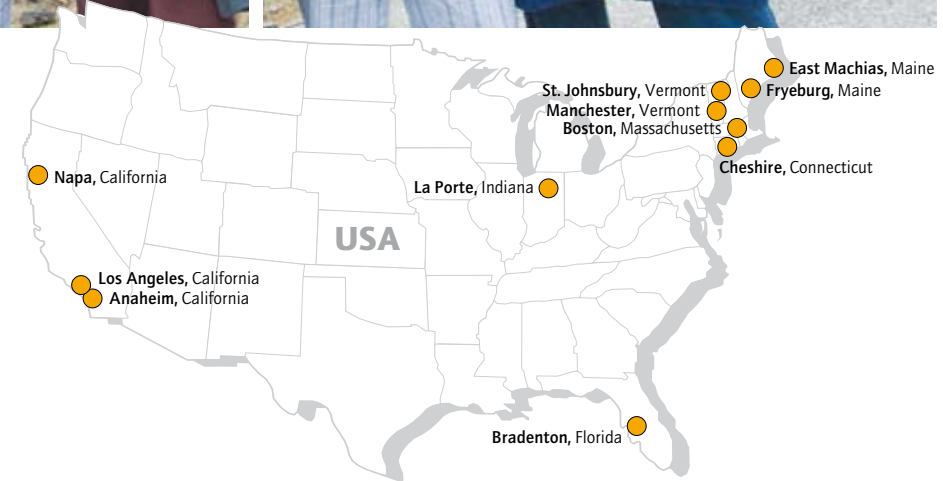 East Machias, Maine
St. Johnsbury, Vermont
Fryeburg, Maine
Manchester, Vermont
Boston, Massachusetts
Cheshire, Connecticut
Napa, California
La Porte, Indiana
USA
Los Angeles, California
Anaheim, California
Bradenton, Florida